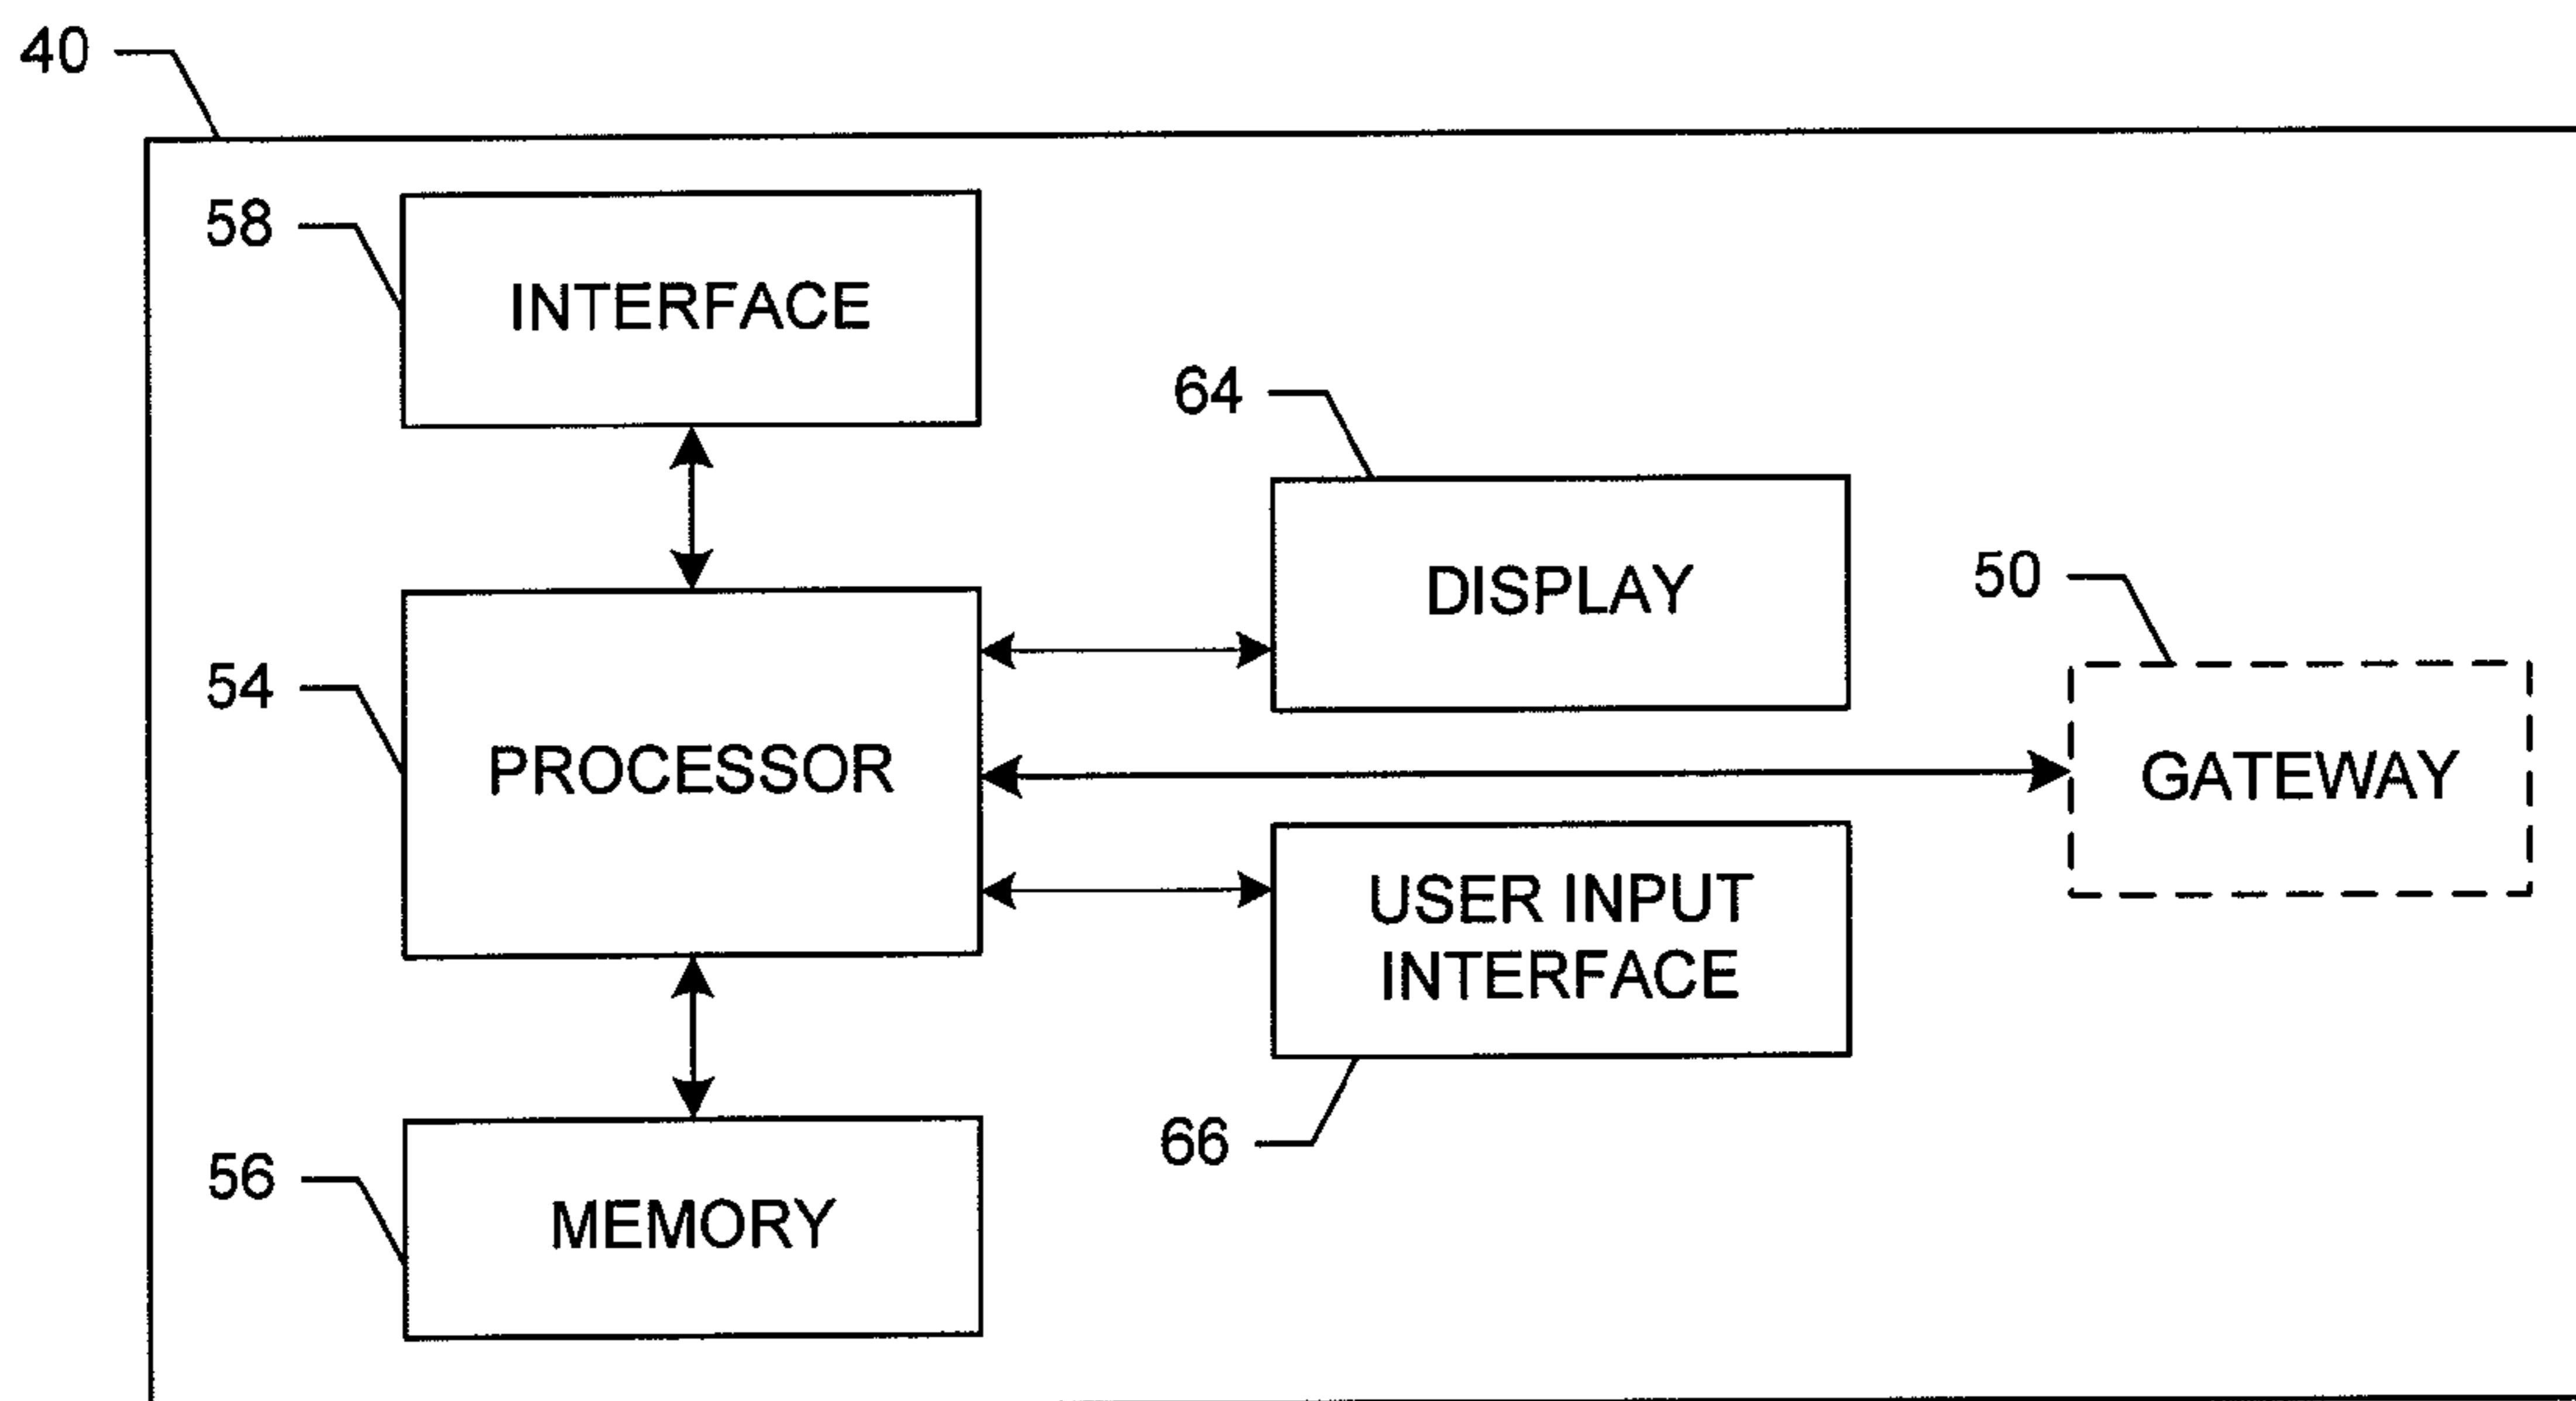 40
58
INTERFACE
64
DISPLAY
50
54
PROCESSOR
GATEWAY
USER INPUT
INTERFACE
66
56
MEMORY